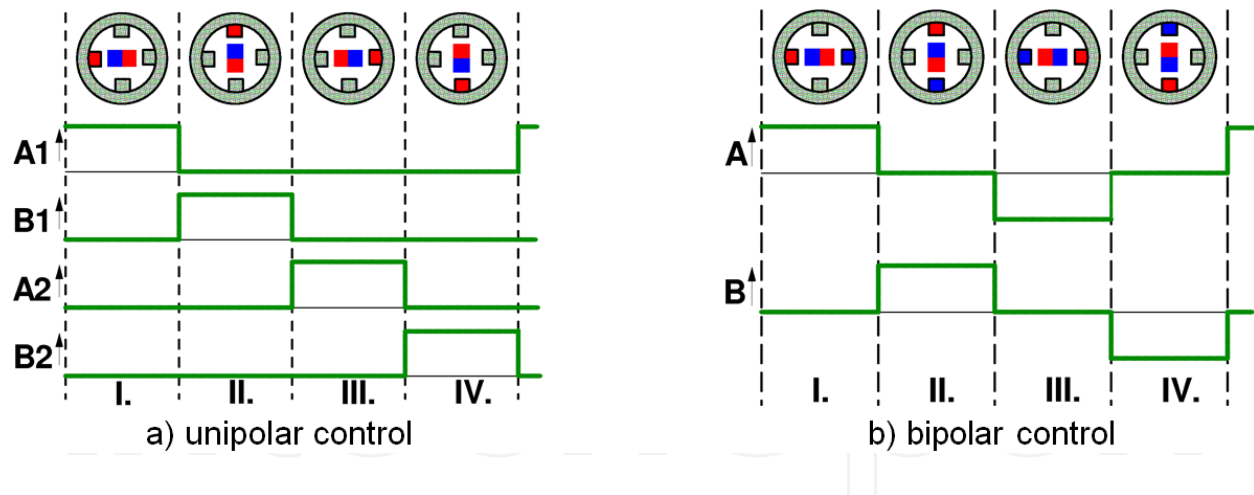 A1
B1
A2
B2
I. II. III. IV.
a) unipolar control
A
B
I. II. III. IV.
b) bipolar control